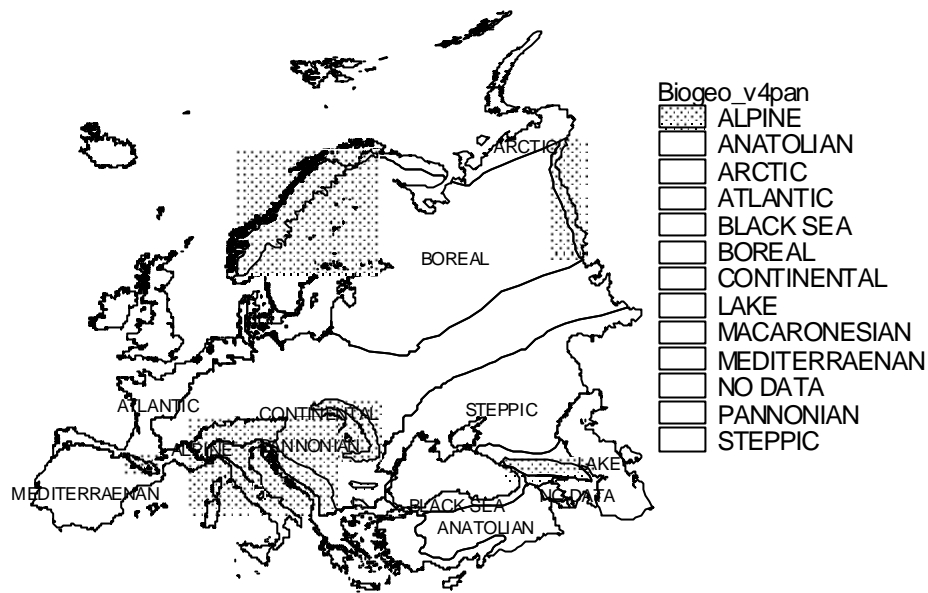 Biogeo_v4pan
ALPINE
ANATOLIAN
ARCTIC
ATLANTIC
BLACK SEA
BOREAL
CONTINENTAL
LAKE
MACARONESIAN
MEDITERRAENAN
NO DATA
PANNONIAN
STEPPIC
ARCTIC
BOREAL
ATLANTIC
CONTINENTAL
STEPPIC
ALPINE
PANNONIAN
LAKE
MEDITERRAENAN
NO DATA
BLACK SEA
ANATOLIAN